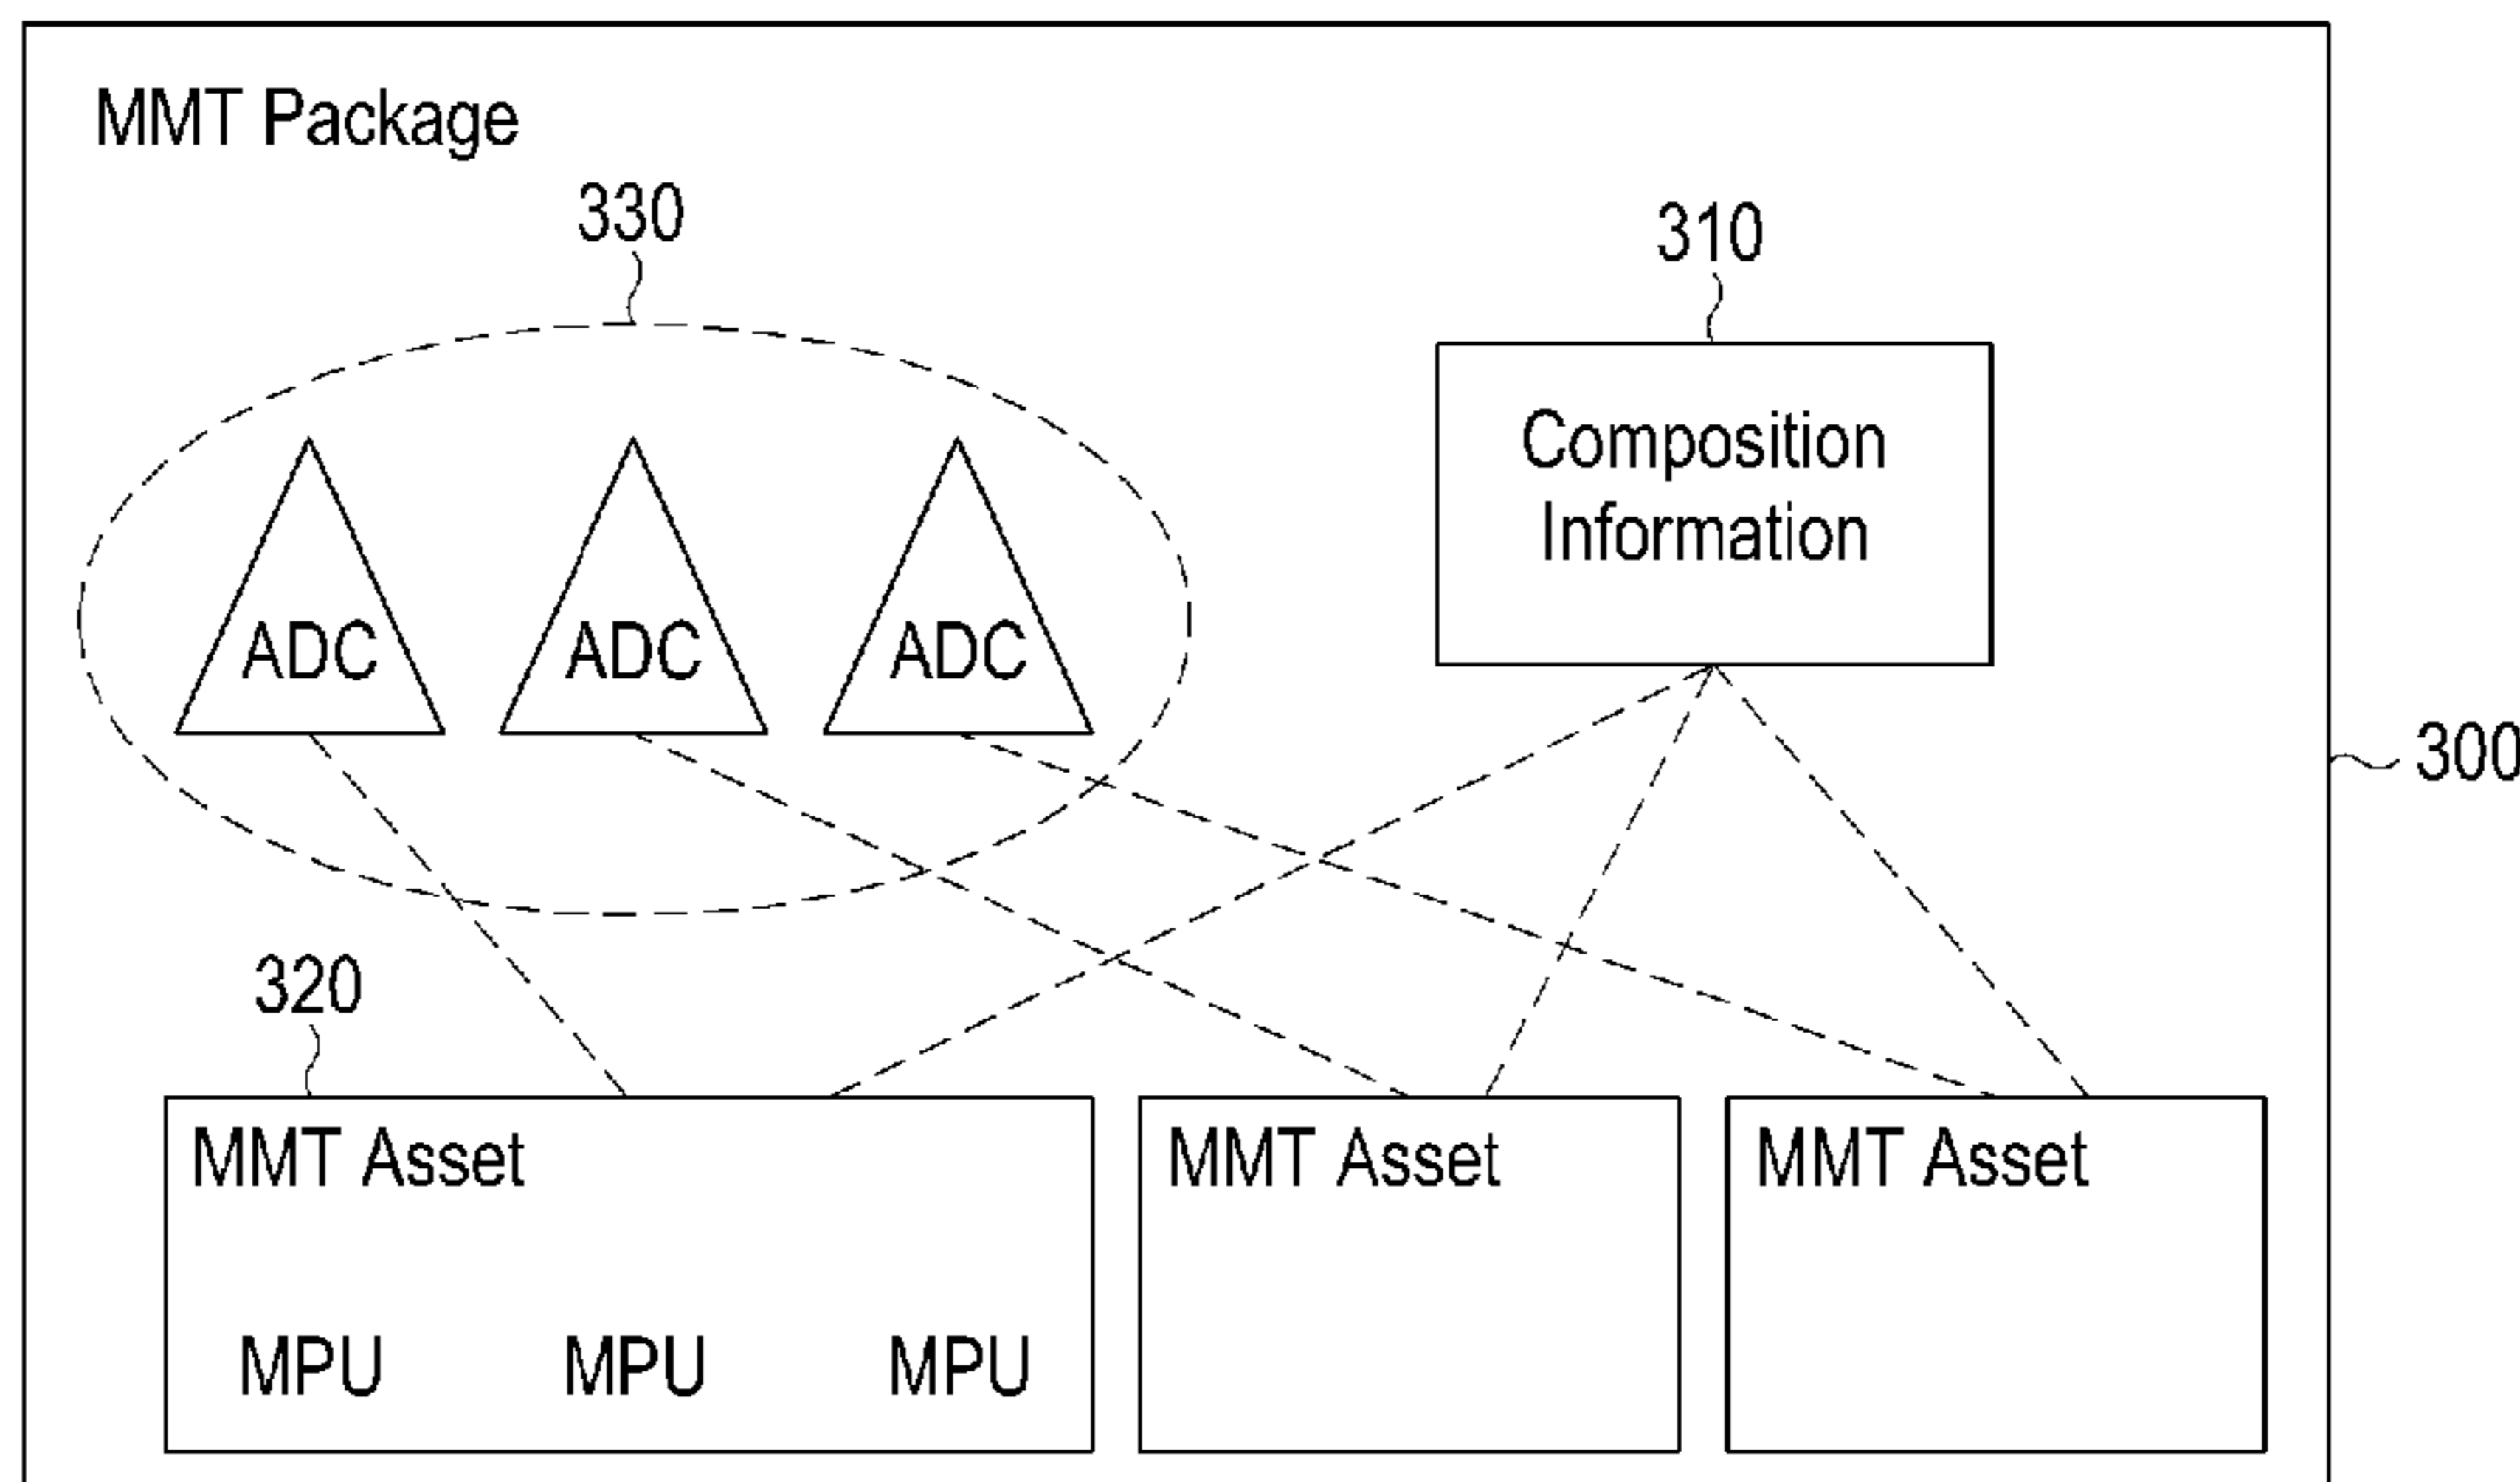 MMT Package
330
310
Composition
Information
ADC ADC ADC
300
320
MMT Asset MMT Asset MMT Asset
MPU MPU MPU